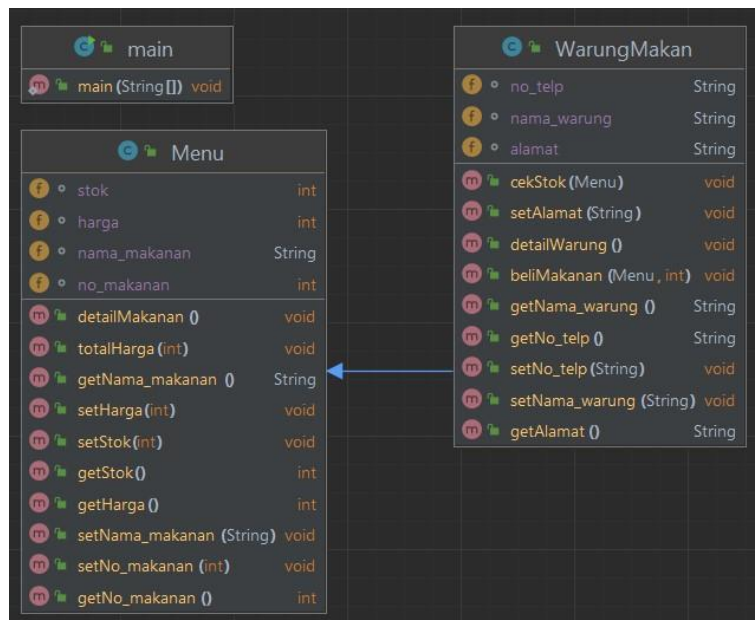 main
main(String[]) void
Menu
stok int
harga int
nama_makanan String
no_makanan int
detailMakanan () void
totalHarga(int) void
getNama_makanan () String
setHarga(int) void
setStok(int) void
getStok() int
getHarga() int
setNama_makanan (String) void
setNo_makanan (int) void
getNo_makanan () int
WarungMakan
no_telp String
nama_warung String
alamat String
cekStok(Menu) void
setAlamat(String) void
detailWarung () void
beliMakanan (Menu, int) void
getNama_warung () String
getNo_telp () String
setNo_telp(String) void
setNama_warung (String) void
getAlamat() String